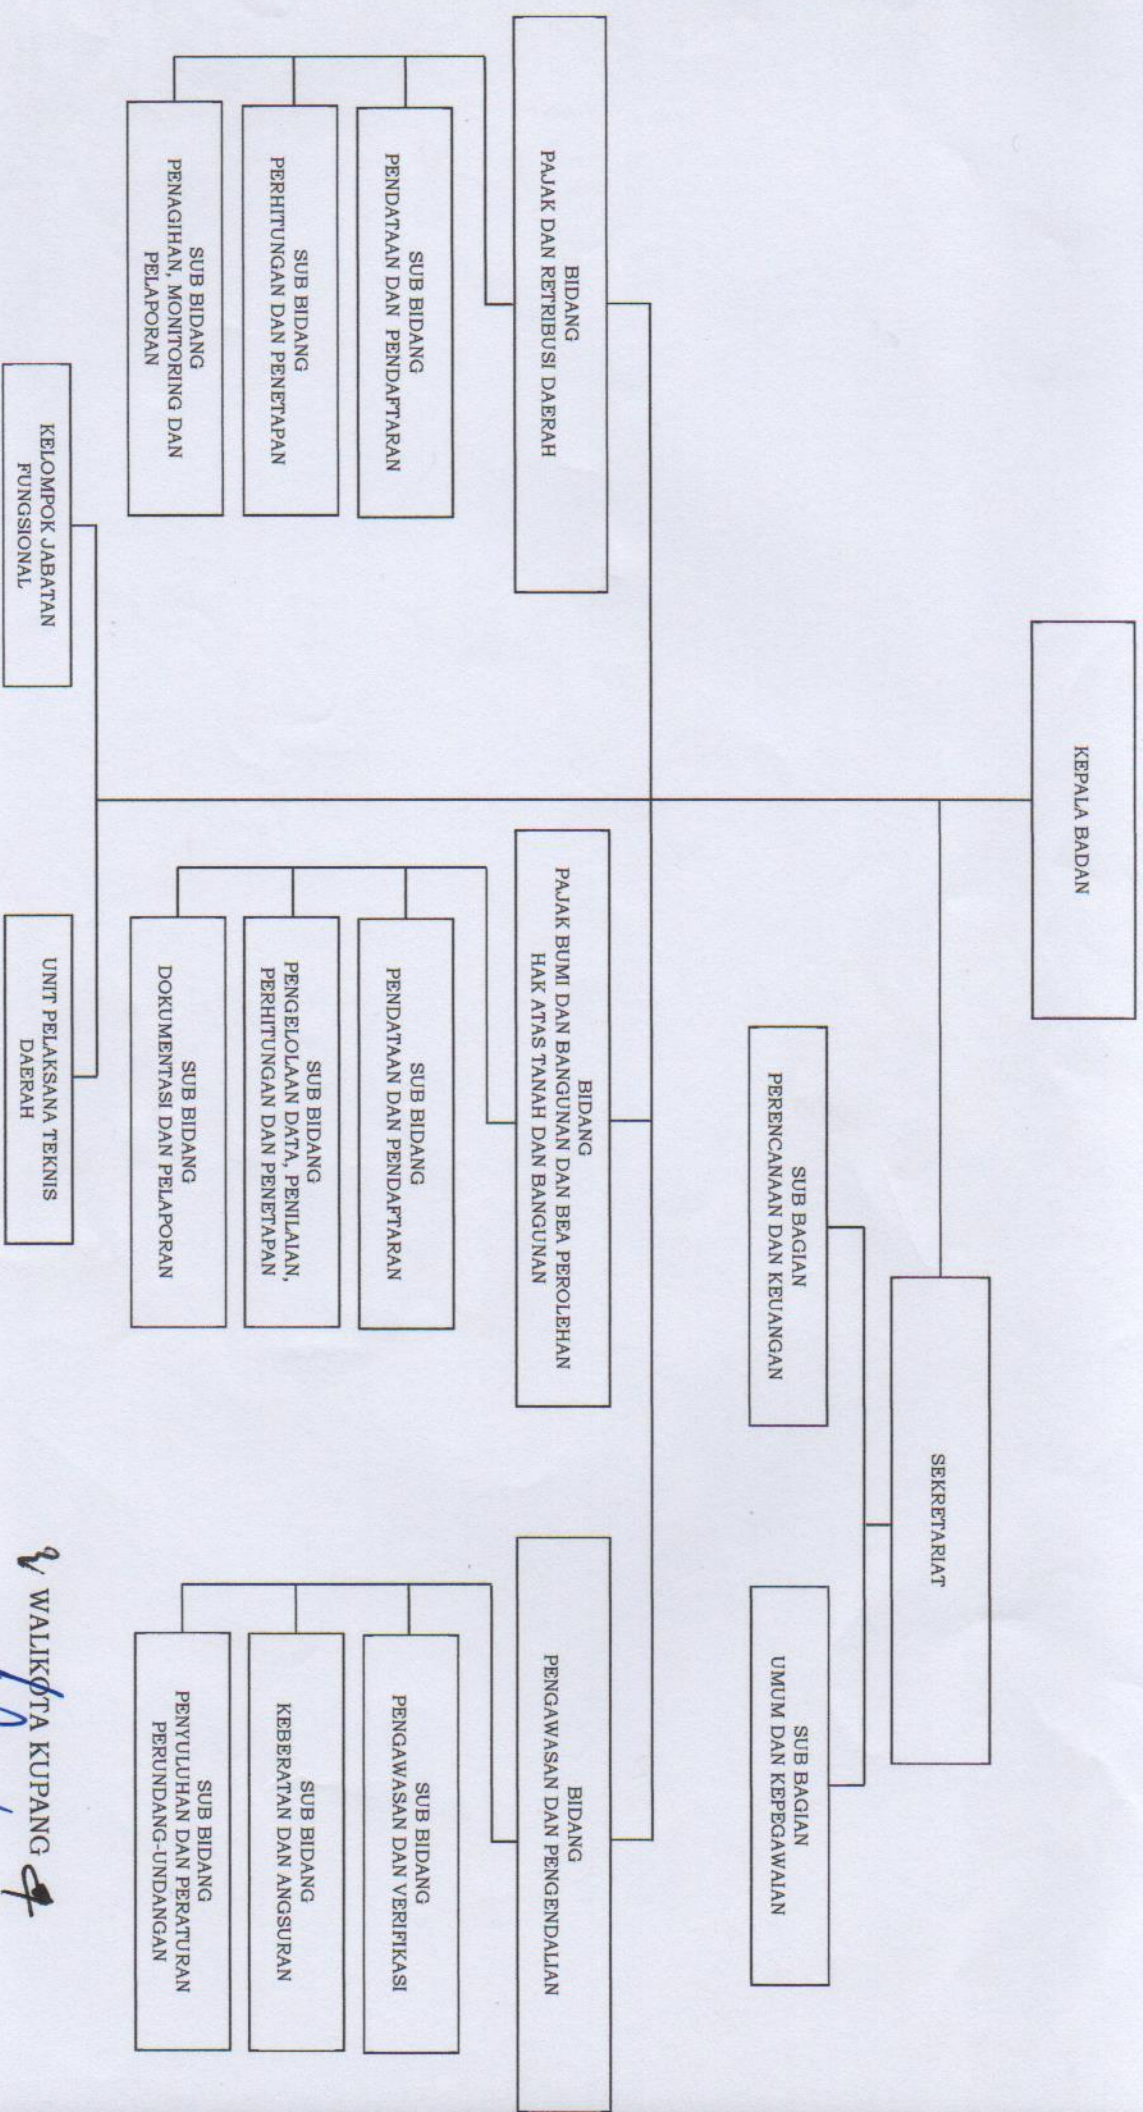 KEPALA BADAN
SEKRETARIAT
SUB BAGIAN
PERENCANAAN DAN KEUANGAN
SUB BAGIAN
UMUM DAN KEPEGAWAIAN
BIDANG
PAJAK DAN RETRIBUSI DAERAH
SUB BIDANG
PENDATAAN DAN PENDAFTARAN
SUB BIDANG
PERHITUNGAN DAN PENETAPAN
SUB BIDANG
PENAGIHAN, MONITORING DAN
PELAPORAN
BIDANG
PAJAK BUMI DAN BANGUNAN DAN BEA PEROLEHAN
HAK ATAS TANAH DAN BANGUNAN
SUB BIDANG
PENDATAAN DAN PENDAFTARAN
SUB BIDANG
PENGELOLAAN DATA, PENILAIAN,
PERHITUNGAN DAN PENETAPAN
SUB BIDANG
DOKUMENTASI DAN PELAPORAN
BIDANG
PENGAWASAN DAN PENGENDALIAN
SUB BIDANG
PENGAWASAN DAN VERIFIKASI
SUB BIDANG
KEBERATAN DAN ANGSURAN
SUB BIDANG
PENYULUHAN DAN PERATURAN
PERUNDANG-UNDANGAN
KELOMPOK JABATAN
FUNGSIONAL
UNIT PELAKSANA TEKNIS
DAERAH
WALIKOTA KUPANG